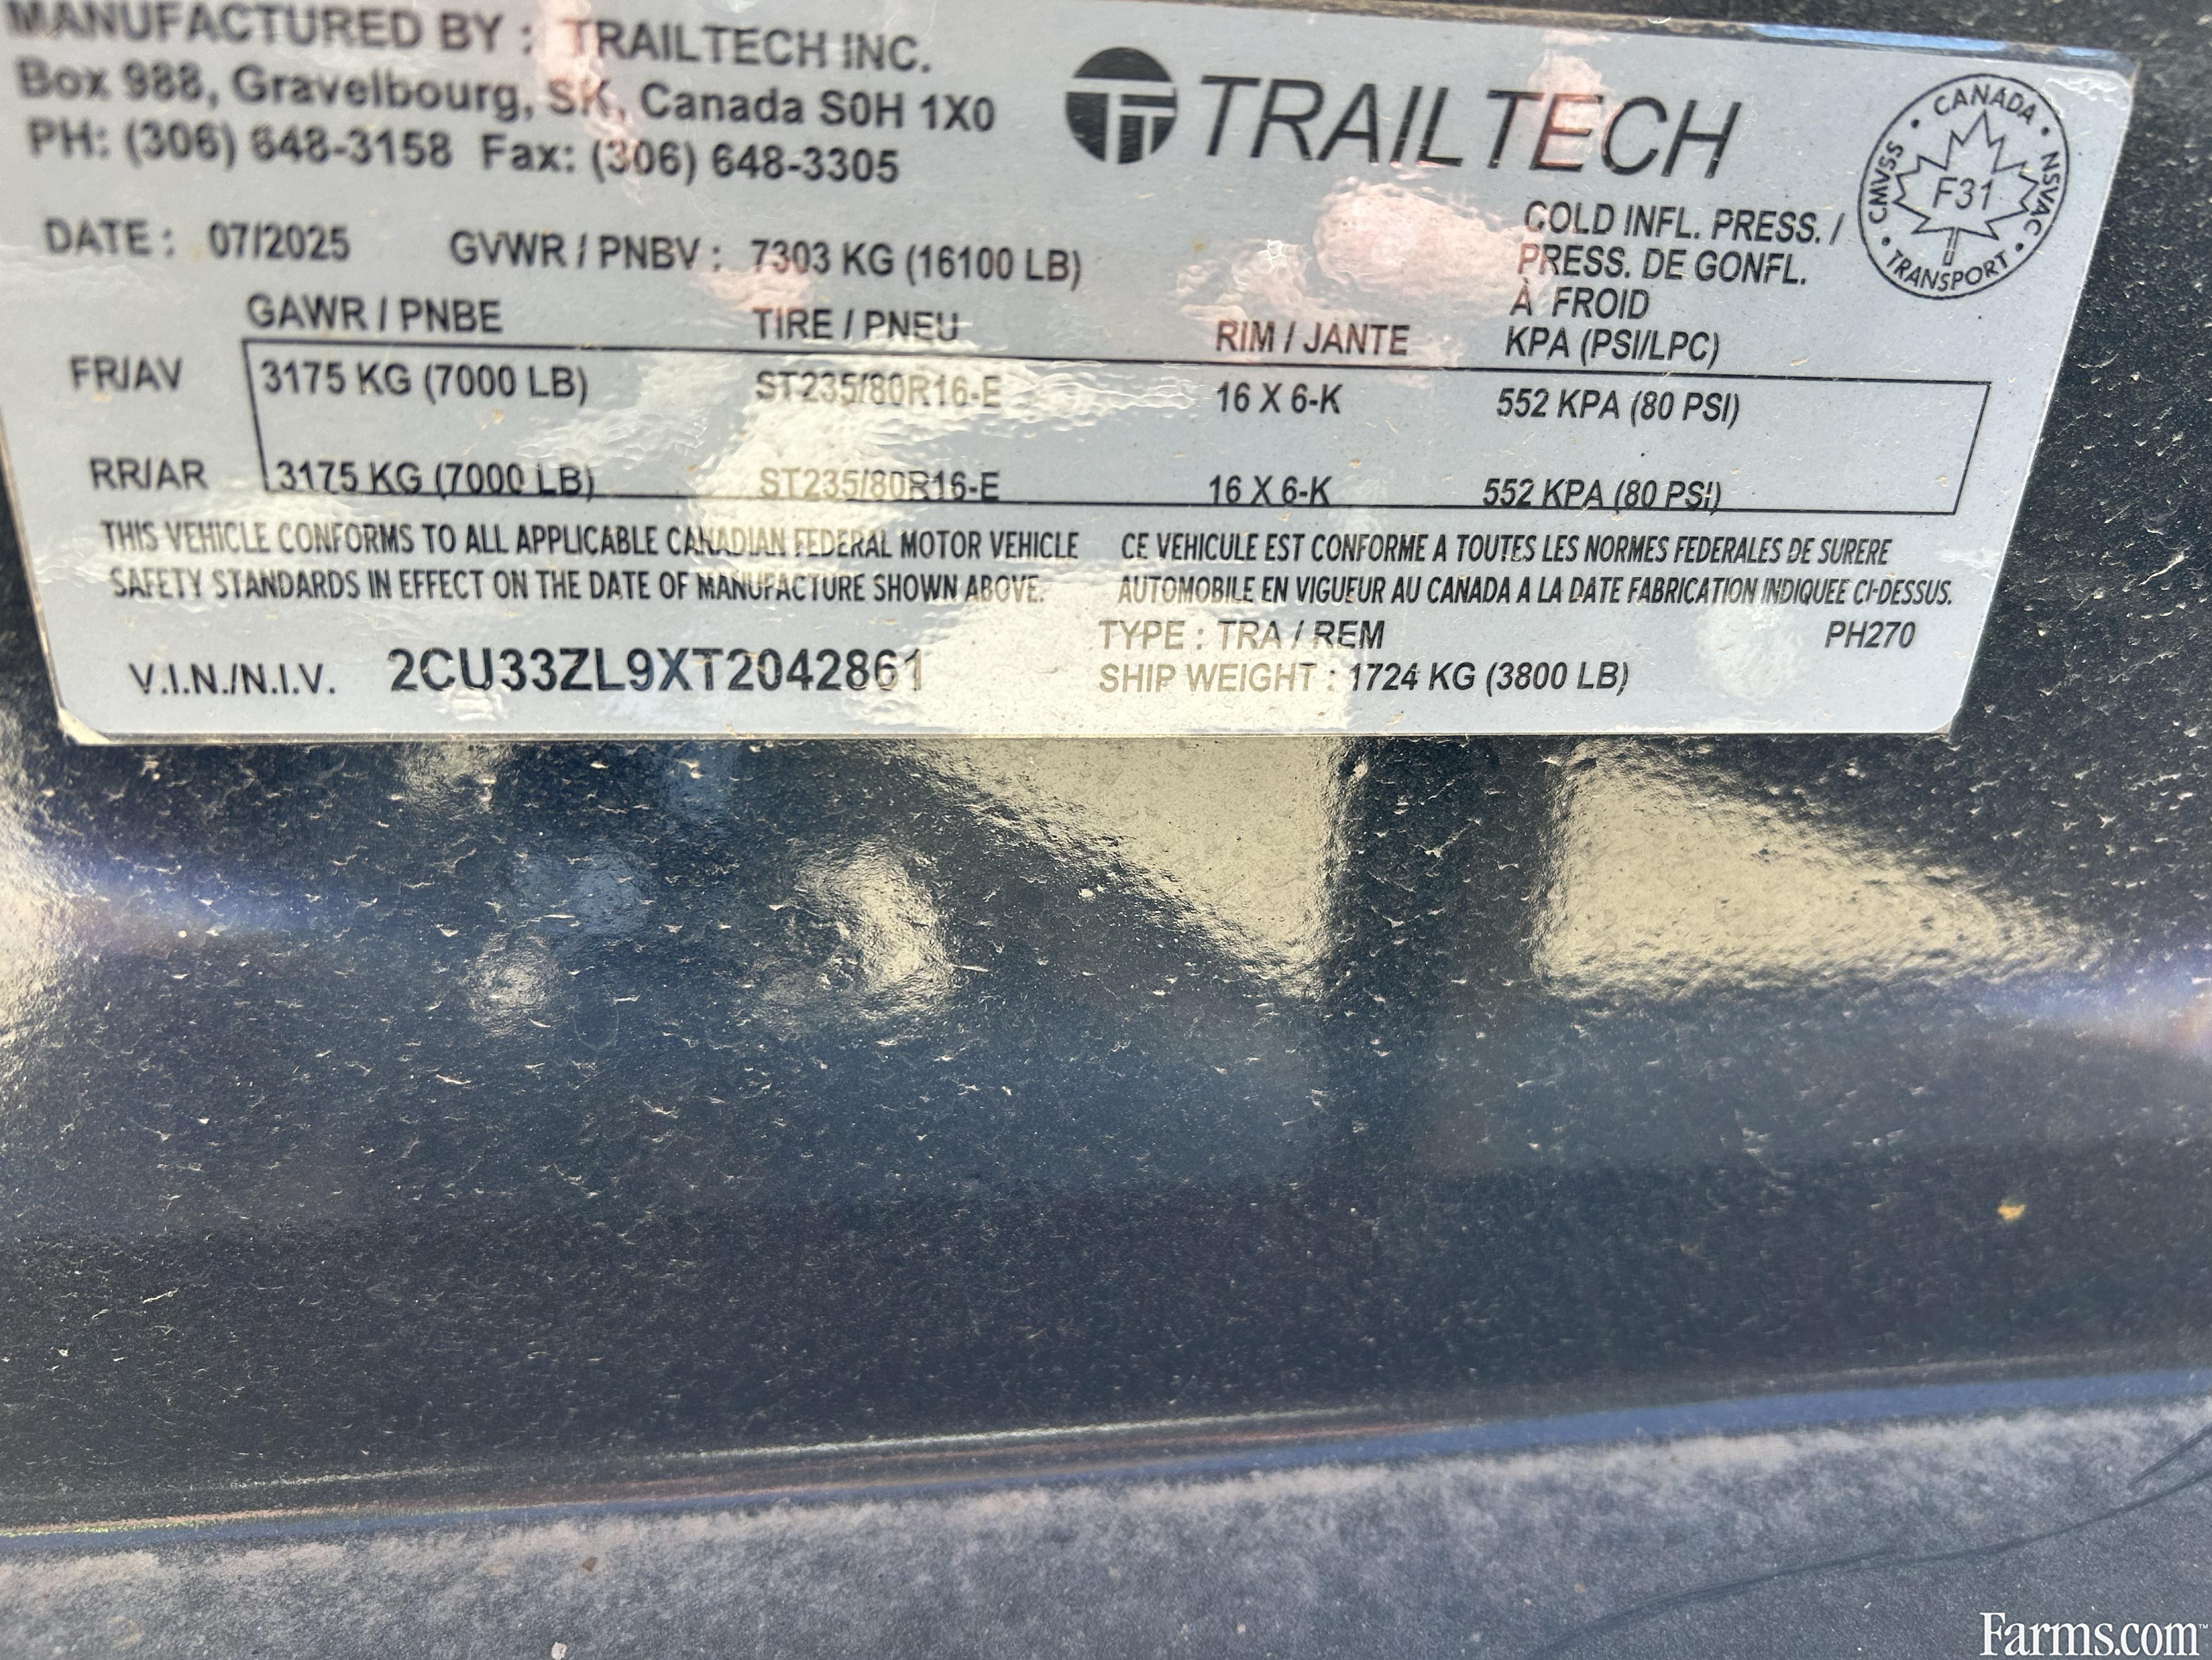 MANUFACTURED BY : TRAILTECH INC.
Box 988, Gravelbourg, SK, Canada S0H 1X0
PH: (306) 648-3158 Fax: (306) 648-3305
TRAILTECH
CANADA • NSVAC • TRANSPORT • CMVSS •
F31
DATE : 07/2025 GVWR / PNBV : 7303 KG (16100 LB)
COLD INFL. PRESS. /
PRESS. DE GONFL.
À FROID
GAWR / PNBE TIRE / PNEU RIM / JANTE KPA (PSI/LPC)
FR/AV 3175 KG (7000 LB) ST235/80R16-E 16 X 6-K 552 KPA (80 PSI)
RR/AR 3175 KG (7000 LB) ST235/80R16-E 16 X 6-K 552 KPA (80 PSI)
THIS VEHICLE CONFORMS TO ALL APPLICABLE CANADIAN FEDERAL MOTOR VEHICLE
SAFETY STANDARDS IN EFFECT ON THE DATE OF MANUFACTURE SHOWN ABOVE.
CE VEHICULE EST CONFORME A TOUTES LES NORMES FEDERALES DE SURERE
AUTOMOBILE EN VIGUEUR AU CANADA A LA DATE FABRICATION INDIQUEE CI-DESSUS.
TYPE : TRA / REM PH270
V.I.N./N.I.V. 2CU33ZL9XT2042861
SHIP WEIGHT : 1724 KG (3800 LB)
Farms.com™